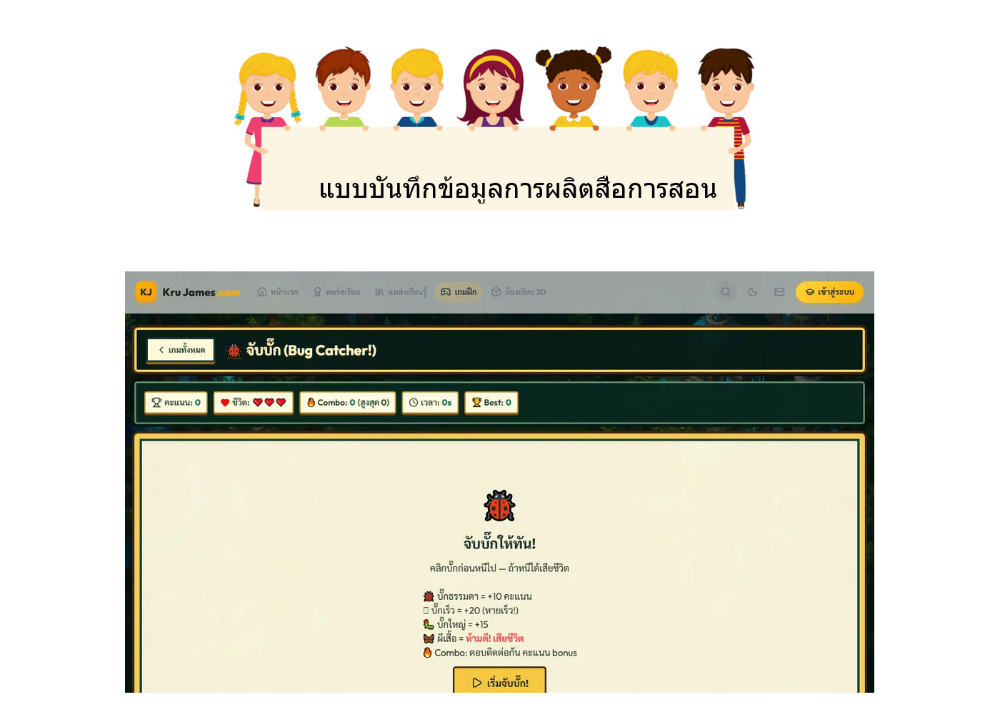 แบบบันทึกข้อมูลการผลิตสื่อการสอน
KJ Kru James.com หน้าแรก คอร์สเรียน แหล่งเรียนรู้ เกมฝึก ห้องเรียน 3D เข้าสู่ระบบ
เกมทั้งหมด จับบั๊ก (Bug Catcher!)
คะแนน: 0 ชีวิต: Combo: 0 (สูงสุด 0) เวลา: 0s Best: 0
จับบั๊กให้ทัน!
คลิกบั๊กก่อนหนีไป — ถ้าหนีได้เสียชีวิต
บั๊กธรรมดา = +10 คะแนน
บั๊กเร็ว = +20 (หายเร็ว!)
บั๊กใหญ่ = +15
ผีเสื้อ = ห้ามตี! เสียชีวิต
Combo: ตอบติดต่อกัน คะแนน bonus
เริ่มจับบั๊ก!